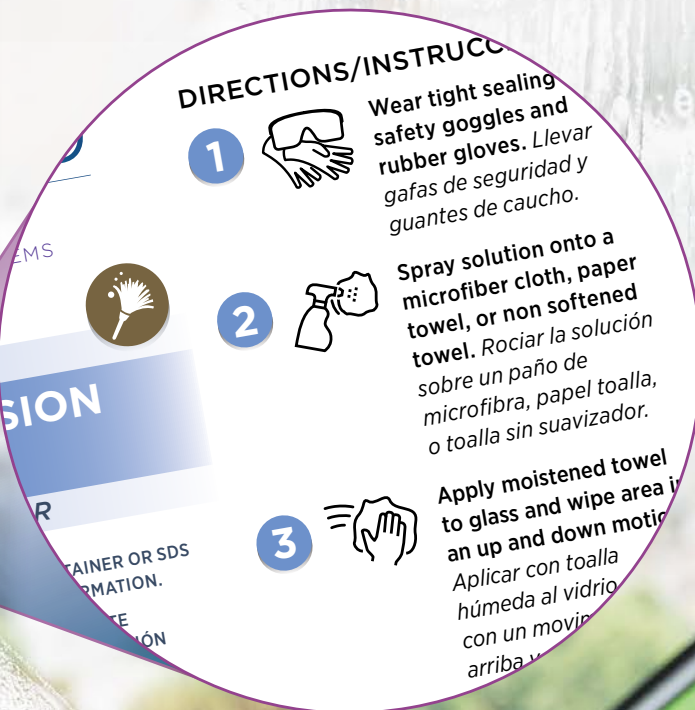 DIRECTIONS/INSTRUCC
1
Wear tight sealing
safety goggles and
rubber gloves. Llevar
gafas de seguridad y
guantes de caucho.
2
Spray solution onto a
microfiber cloth, paper
towel, or non softened
towel. Rociar la solución
sobre un paño de
microfibra, papel toalla,
o toalla sin suavizador.
3
Apply moistened towel
to glass and wipe area
an up and down
Aplicar con toalla
húmeda al vidrio
con un
arriba
EMS
SION
R
TAINER OR SDS
RMATION.
TE
IÓN